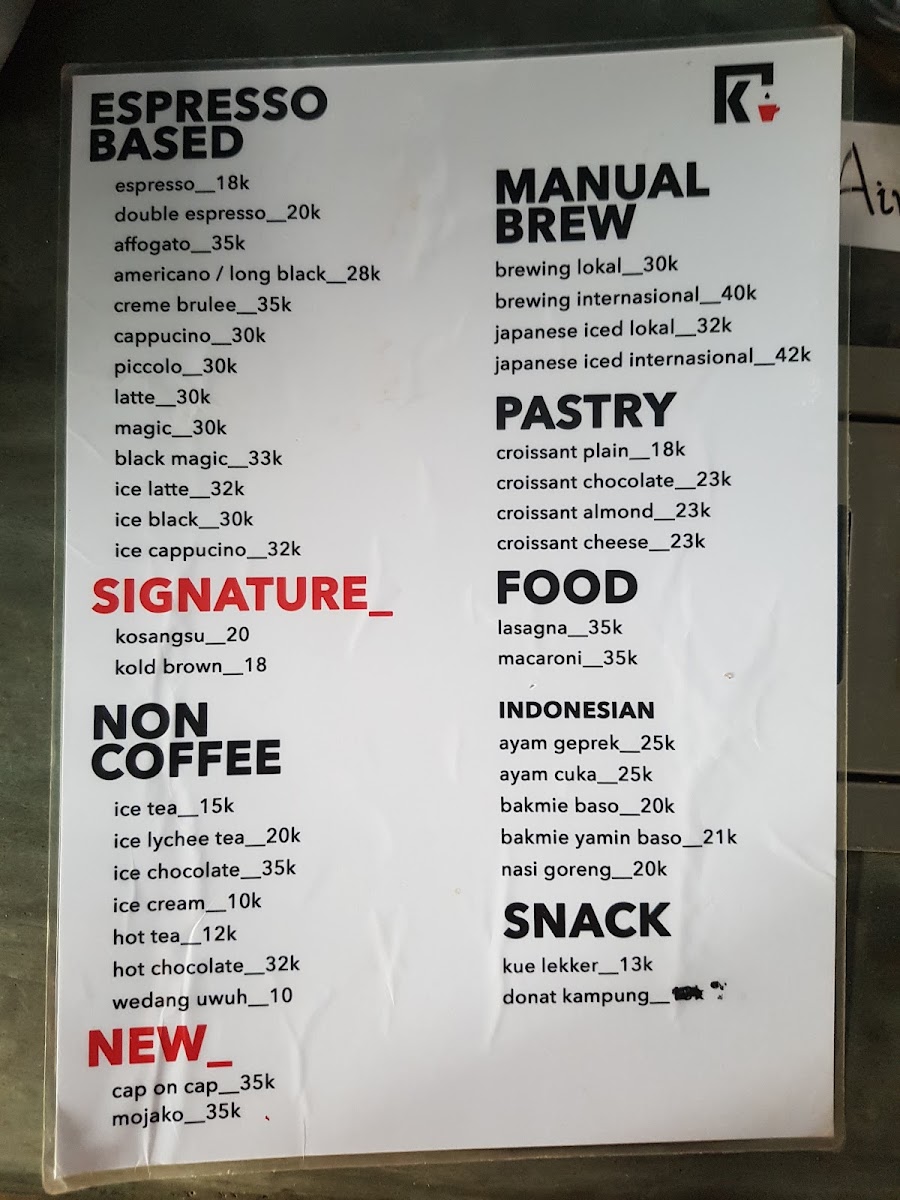 ESPRESSO
BASED
espresso__18k
double espresso__20k
affogato__35k
americano / long black__28k
creme brulee__35k
cappucino__30k
piccolo__30k
latte__30k
magic__30k
black magic__33k
ice latte__32k
ice black__30k
ice cappucino__32k
SIGNATURE_
kosangsu__20
kold brown__18
NON
COFFEE
ice tea__15k
ice lychee tea__20k
ice chocolate__35k
ice cream__10k
hot tea__12k
hot chocolate__32k
wedang uwuh__10
NEW_
cap on cap__35k
mojako__35k
K
MANUAL
BREW
brewing lokal__30k
brewing internasional__40k
japanese iced lokal__32k
japanese iced internasional__42k
PASTRY
croissant plain__18k
croissant chocolate__23k
croissant almond__23k
croissant cheese__23k
FOOD
lasagna__35k
macaroni__35k
INDONESIAN
ayam geprek__25k
ayam cuka__25k
bakmie baso__20k
bakmie yamin baso__21k
nasi goreng__20k
SNACK
kue lekker__13k
donat kampung__